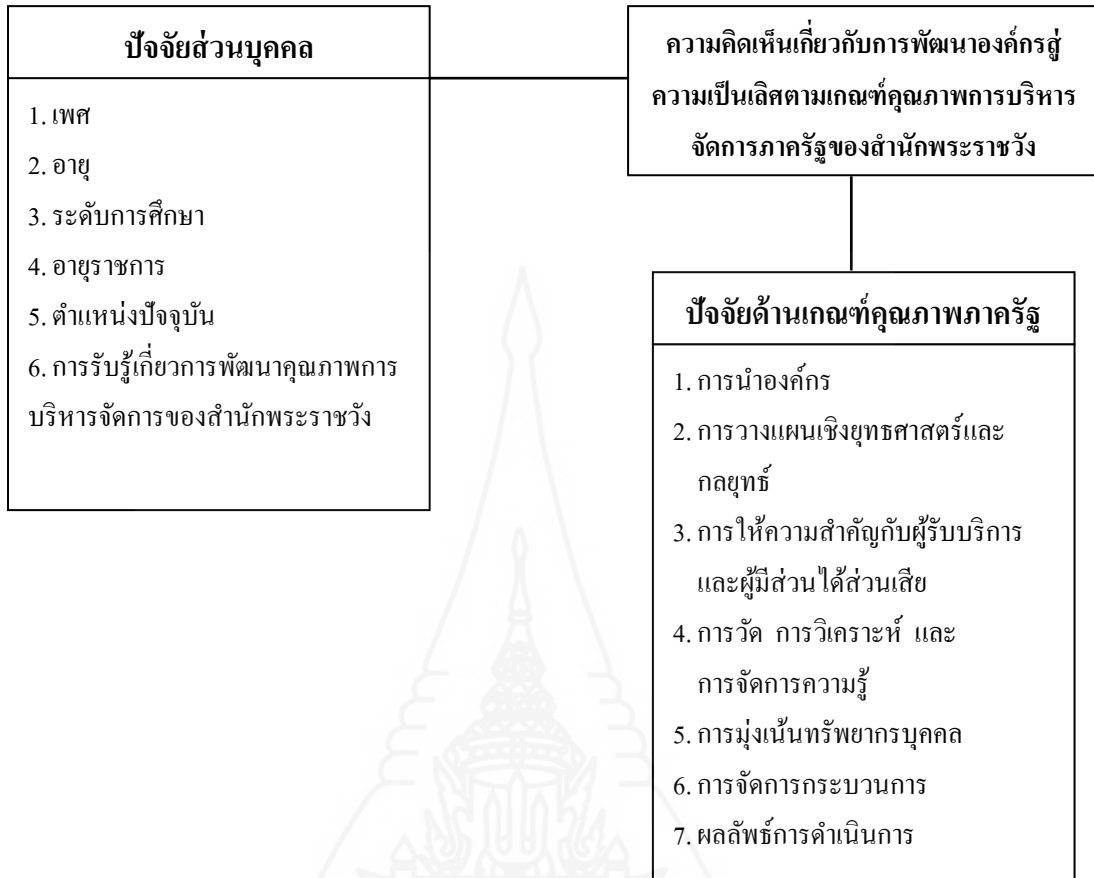 ปัจจัยส่วนบุคคล
1. เพศ
2. อายุ
3. ระดับการศึกษา
4. อายุราชการ
5. ตำแหน่งปัจจุบัน
6. การรับรู้เกี่ยวการพัฒนาคุณภาพการ
บริหารจัดการของสำนักพระราชวัง
ความคิดเห็นเกี่ยวกับการพัฒนาองค์กรสู่
ความเป็นเลิศตามเกณฑ์คุณภาพการบริหาร
จัดการภาครัฐของสำนักพระราชวัง
ปัจจัยด้านเกณฑ์คุณภาพภาครัฐ
1. การนำองค์กร
2. การวางแผนเชิงยุทธศาสตร์และ
กลยุทธ์
3. การให้ความสำคัญกับผู้รับบริการ
และผู้มีส่วนได้ส่วนเสีย
4. การวัด การวิเคราะห์ และ
การจัดการความรู้
5. การมุ่งเน้นทรัพยากรบุคคล
6. การจัดการกระบวนการ
7. ผลลัพธ์การดำเนินการ